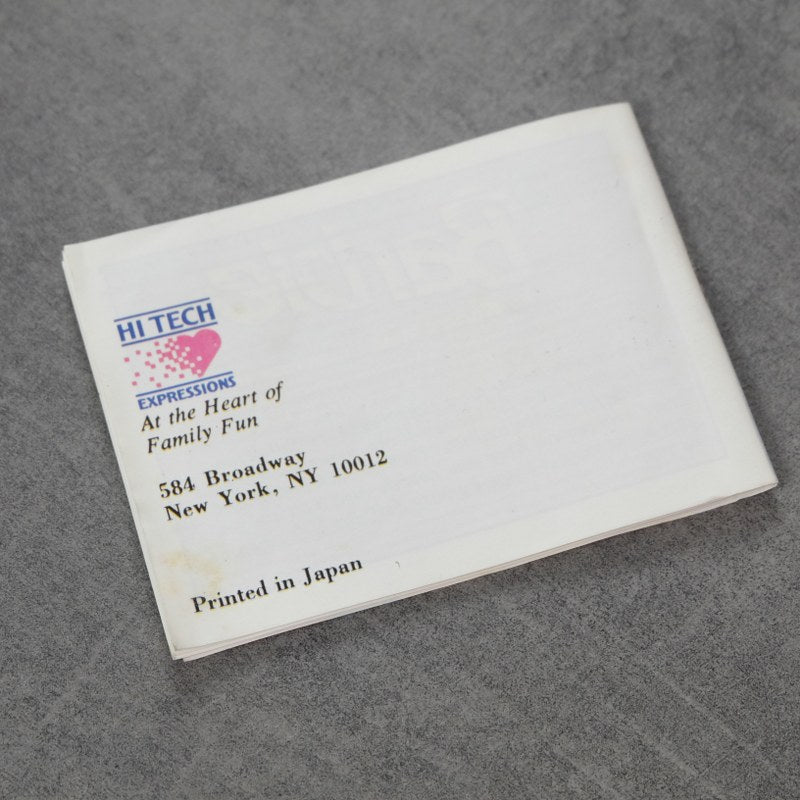 HI TECH
EXPRESSIONS
At the Heart of
Family Fun
584 Broadway
New York, NY 10012
Printed in Japan